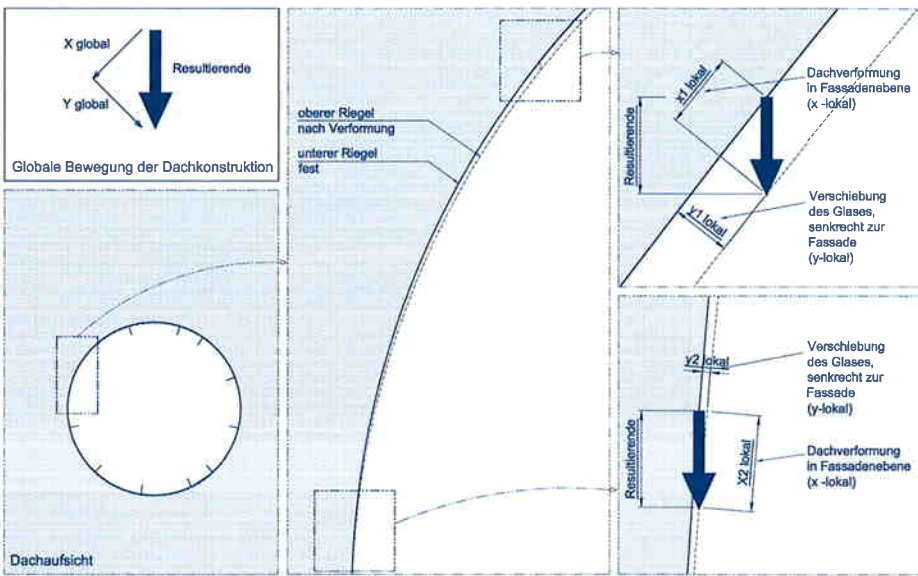 X global
Resultierende
Y global
Globale Bewegung der Dachkonstruktion
Dachaufsicht
oberer Riegel
nach Verformung
unterer Riegel
fest
x1 lokal
Resultierende
y1 lokal
Dachverformung
in Fassadenebene
(x -lokal)
Verschiebung
des Glases,
senkrecht zur
Fassade
(y-lokal)
y2 lokal
Resultierende
X2 lokal
Verschiebung
des Glases,
senkrecht zur
Fassade
(y-lokal)
Dachverformung
in Fassadenebene
(x -lokal)